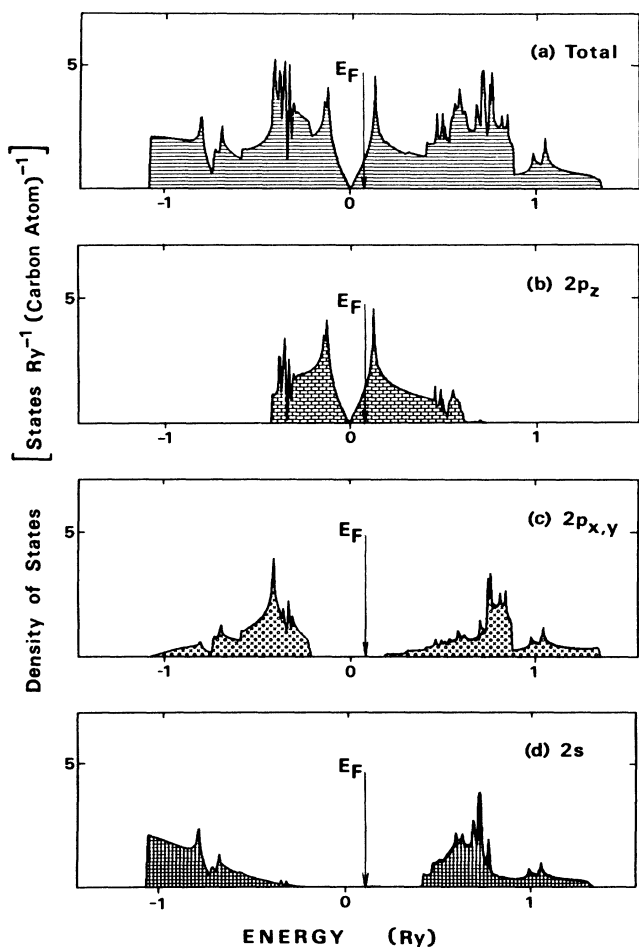 [States Ry⁻¹ (Carbon Atom)⁻¹]
Density of States
(a) Total
5
E_F
-1 0 1
(b) 2p_z
5
E_F
-1 0 1
(c) 2p_x,y
5
E_F
-1 0 1
(d) 2s
5
E_F
-1 0 1
ENERGY (Ry)